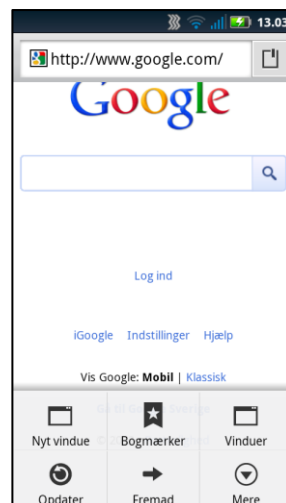 13.03
http://www.google.com/
Google
Log ind
iGoogle Indstillinger Hjælp
Vis Google: Mobil | Klassisk
Nyt vindue Bogmærker Vinduer
Opdater Fremad Mere